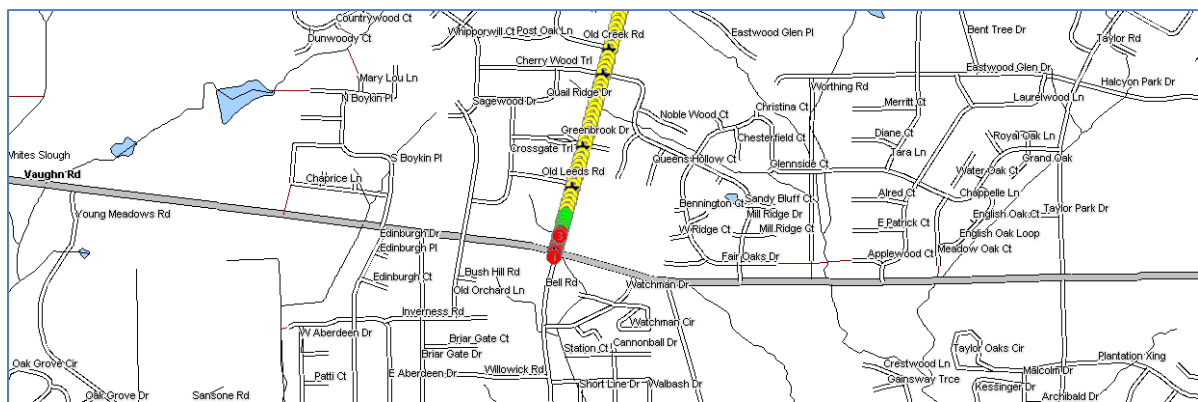 Countrywood Ct
Dunwoody Ct
Whipporwill Ct
Post Oak Ln
Old Creek Rd
Eastwood Glen Pl
Bent Tree Dr
Taylor Rd
Cherry Wood Trl
Mary Lou Ln
N Boykin Pl
Quail Ridge Dr
Sagewood Dr
Eastwood Glen Dr
Worthing Rd
Halcyon Park Dr
Merritt Ct
Laurelwood Ln
Noble Wood Ct
Christina Ct
Greenbrook Dr
Chesterfield Ct
Diane Ct
Royal Oak Ln
Crossgate Trl
Tara Ln
Whites Slough
S Boykin Pl
Queens Hollow Ct
Glennside Ct
Grand Oak
Vaughn Rd
Chaprice Ln
Old Leeds Rd
Water Oak Ct
Sandy Bluff Ct
Alred Ct
Chappelle Ln
Bennington Ct
Mill Ridge Dr
Young Meadows Rd
English Oak Ct
Taylor Park Dr
E Patrick Ct
W Ridge Ct
Mill Ridge Ct
English Oak Loop
Edinburgh Dr
3
Edinburgh Pl
Meadow Oak Ct
1
Fair Oaks Dr
Applewood Ct
Edinburgh Ct
Bush Hill Rd
Bell Rd
Watchman Dr
Old Orchard Ln
Inverness Rd
Watchman Cir
W Aberdeen Dr
Briar Gate Ct
Cannonball Dr
Station Ct
Taylor Oaks Cir
Briar Gate Dr
Plantation Xing
Oak Grove Cir
Crestwood Ln
Patti Ct
E Aberdeen Dr
Willowick Rd
Malcolm Dr
Gainsway Trce
Short Line Dr
Walbash Dr
Kessinger Dr
Oak Grove Dr
Sansone Rd
Archibald Dr